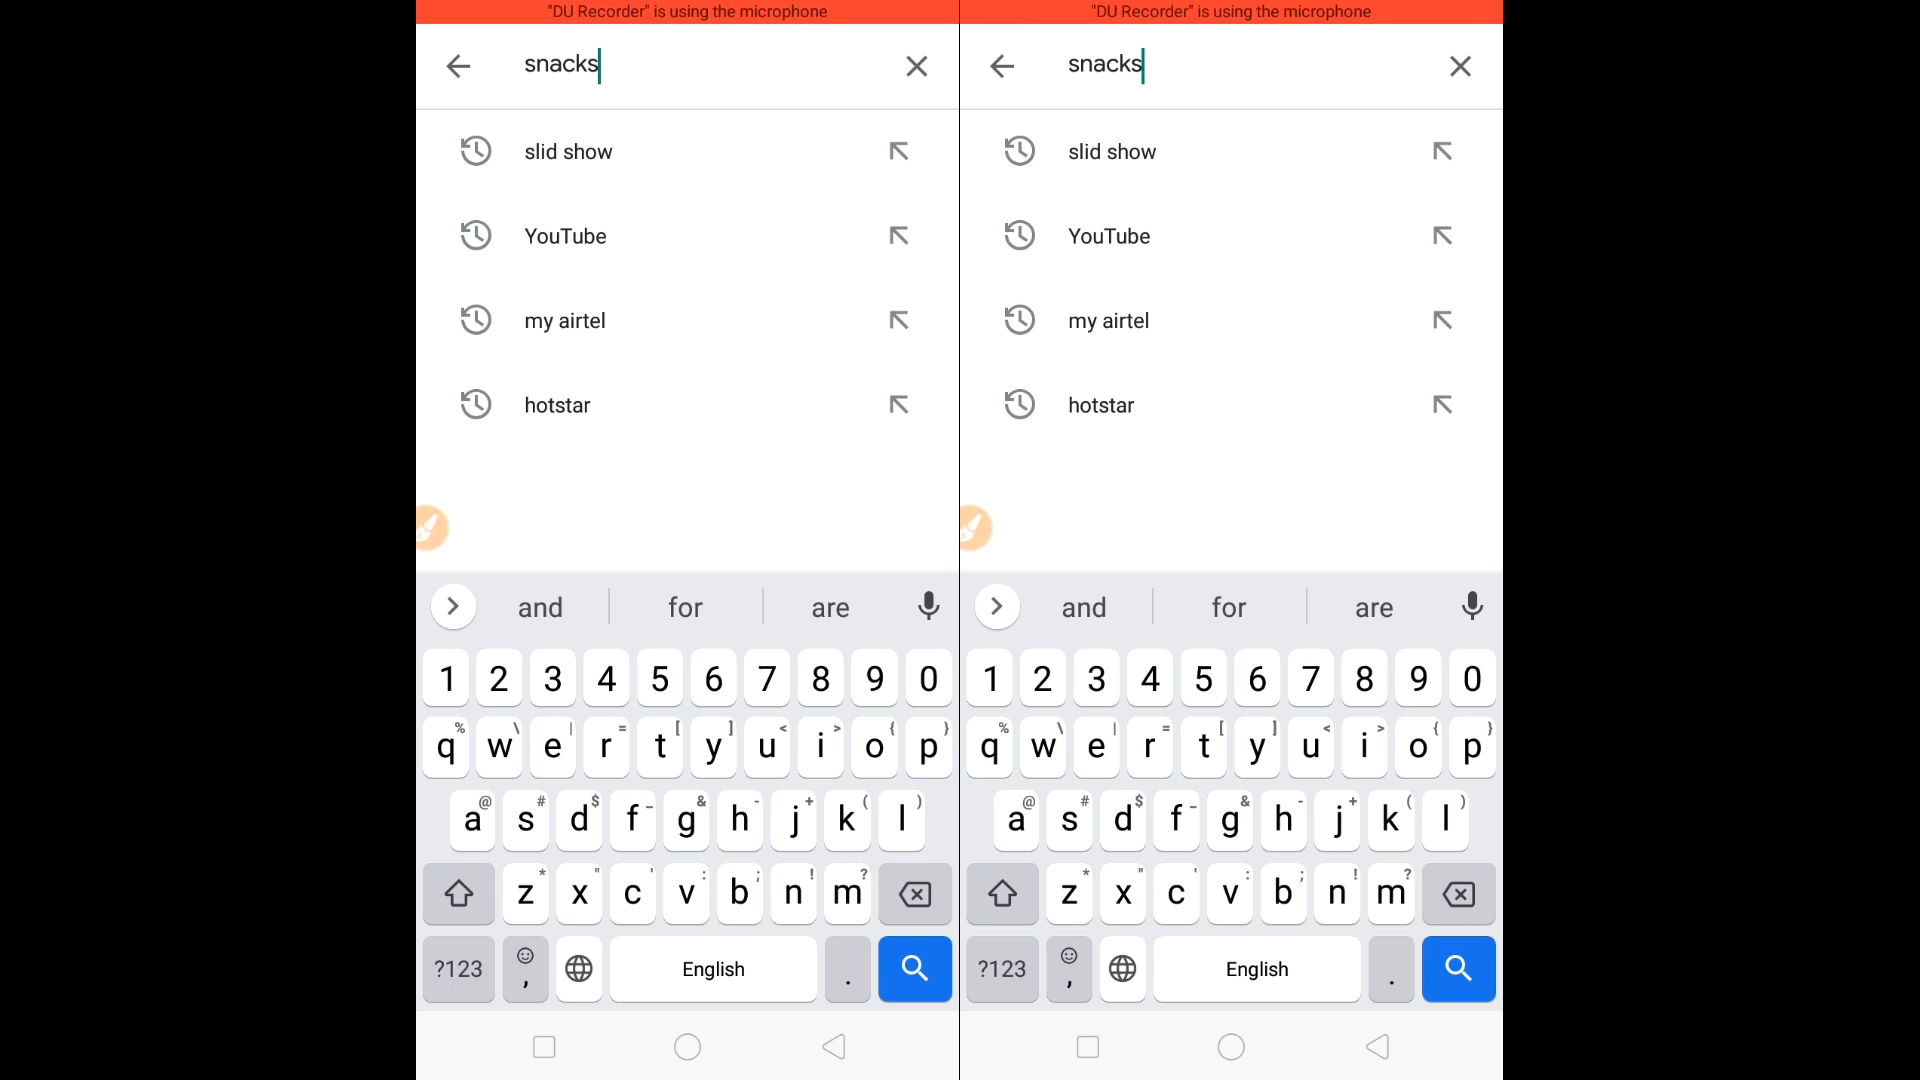 "DU Recorder" is using the microphone
snacks
slid show
YouTube
my airtel
hotstar
and for are
1 2 3 4 5 6 7 8 9 0
q% w\ e| r= t[ y] u< i> o{ p}
a@ s# d$ f_ g& h- j+ k( l)
z* x" c' v: b; n! m?
?123 , English .
"DU Recorder" is using the microphone
snacks
slid show
YouTube
my airtel
hotstar
and for are
1 2 3 4 5 6 7 8 9 0
q% w\ e| r= t[ y] u< i> o{ p}
a@ s# d$ f_ g& h- j+ k( l)
z* x" c' v: b; n! m?
?123 , English .